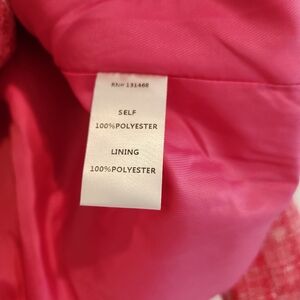 RN# 131468
SELF
100%POLYESTER
LINING
100%POLYESTER